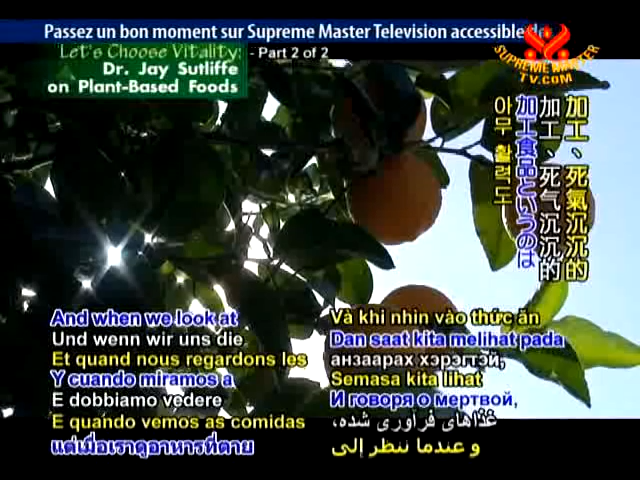 Passez un bon moment sur Supreme Master Television accessible de
Let's Choose Vitality: - Part 2 of 2
Dr. Jay Sutliffe
on Plant-Based Foods
SUPREME MASTER
TV.COM
加工、死氣沉沉的
加工、死气沉沉的
加工食品というのは
아무 활력도
And when we look at
Und wenn wir uns die
Et quand nous regardons les
Y cuando miramos a
E dobbiamo vedere
E quando vemos as comidas
แต่เมื่อเราดูอาหารที่ตาย
Và khi nhìn vào thức ăn
Dan saat kita melihat pada
анзаарах хэрэгтэй,
Semasa kita lihat
И говоря о мертвой,
غذاهای فرآوری شده،
و عندما ننظر إلى